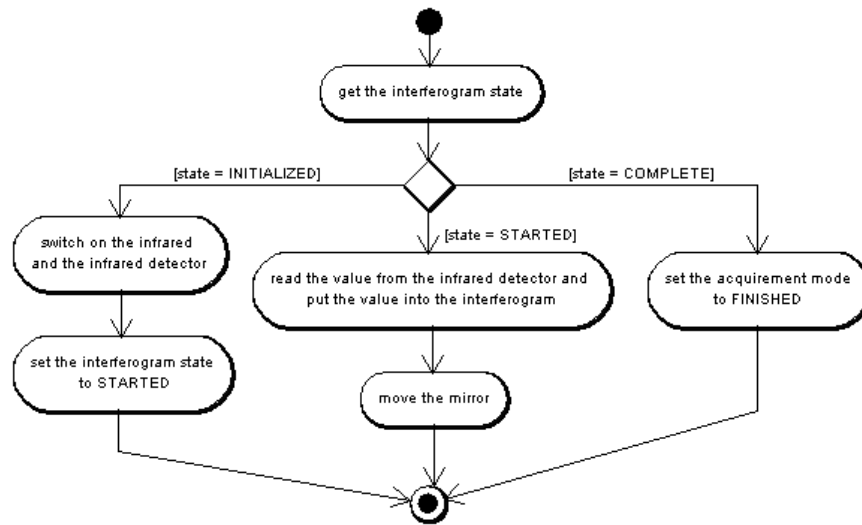 get the interferogram state
[state = INITIALIZED]
[state = COMPLETE]
[state = STARTED]
switch on the infrared
and the infrared detector
read the value from the infrared detector and
put the value into the interferogram
set the acquirement mode
to FINISHED
set the interferogram state
to STARTED
move the mirror